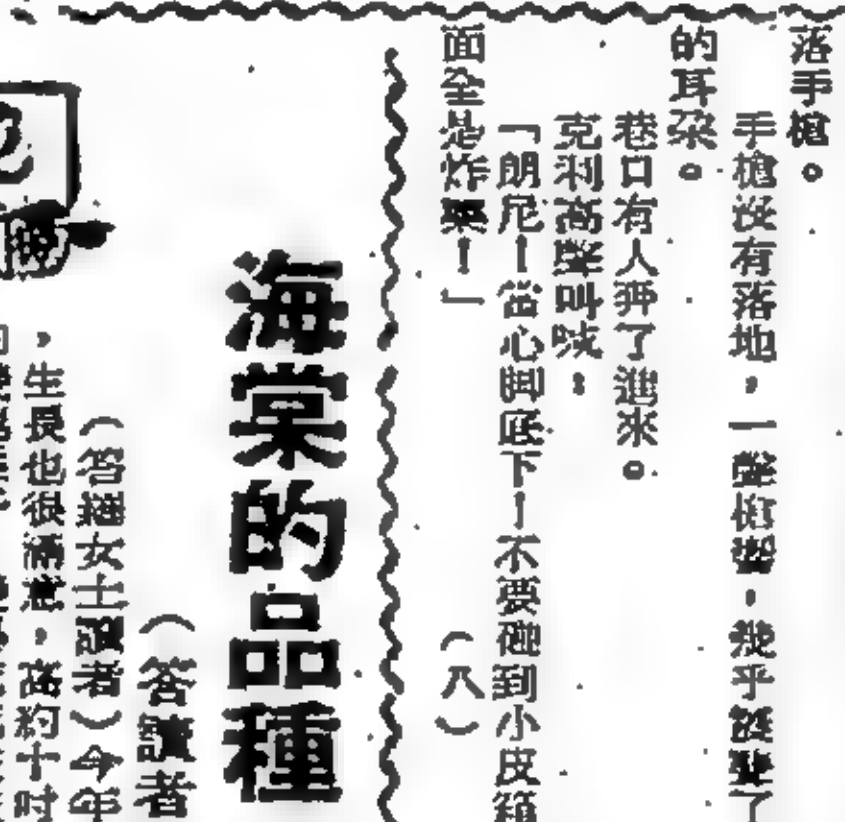 落手槍。
手槍沒有落地,一聲槍響,幾乎震聾了
的耳朵。
巷口有人奔了進來。
克利高聲叫喊:
「朗尼!當心脚底下!不要碰到小皮箱
面全是炸藥!」
(八)
海棠的品種
(答讀者
(答羅女士讀者)今年
,生長也很滿意,高約十吋